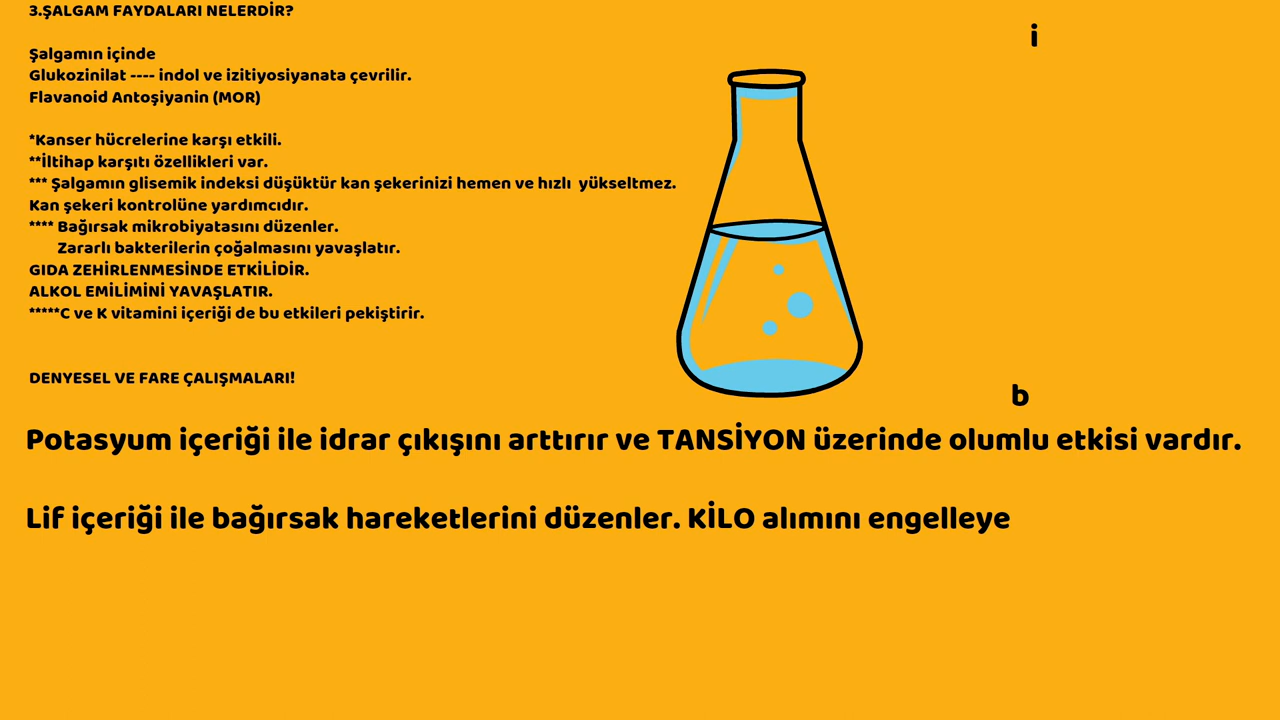 3.ŞALGAM FAYDALARI NELERDİR?
i
Şalgamın içinde
Glukozinilat ---- indol ve izitiyosiyanata çevrilir.
Flavanoid Antoşiyanin (MOR)
*Kanser hücrelerine karşı etkili.
**İltihap karşıtı özellikleri var.
*** Şalgamın glisemik indeksi düşüktür kan şekerinizi hemen ve hızlı  yükseltmez.
Kan şekeri kontrolüne yardımcıdır.
**** Bağırsak mikrobiyatasını düzenler.
Zararlı bakterilerin çoğalmasını yavaşlatır.
GIDA ZEHİRLENMESİNDE ETKİLİDİR.
ALKOL EMİLİMİNİ YAVAŞLATIR.
*****C ve K vitamini içeriği de bu etkileri pekiştirir.
DENYESEL VE FARE ÇALIŞMALARI!
b
Potasyum içeriği ile idrar çıkışını arttırır ve TANSİYON üzerinde olumlu etkisi vardır.
Lif içeriği ile bağırsak hareketlerini düzenler. KİLO alımını engelleye